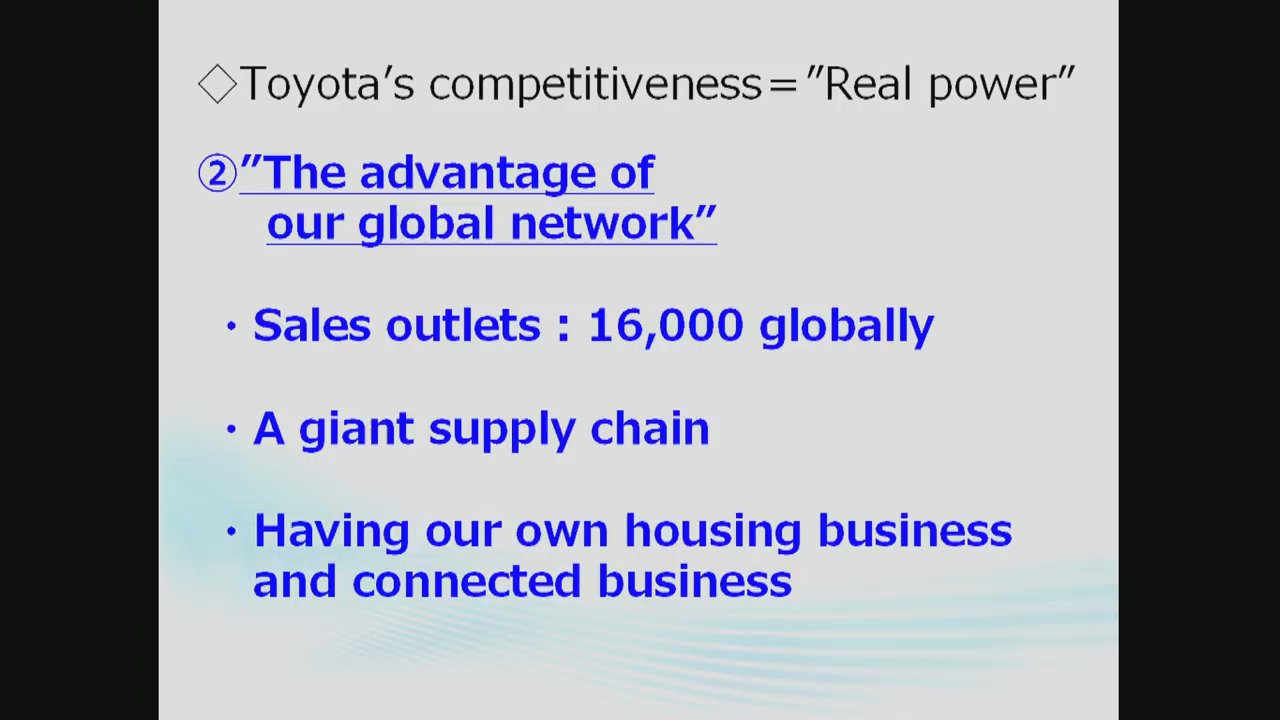 ◇Toyota’s competitiveness=”Real power”
②”The advantage of
our global network”
・Sales outlets : 16,000 globally
・A giant supply chain
・Having our own housing business
and connected business